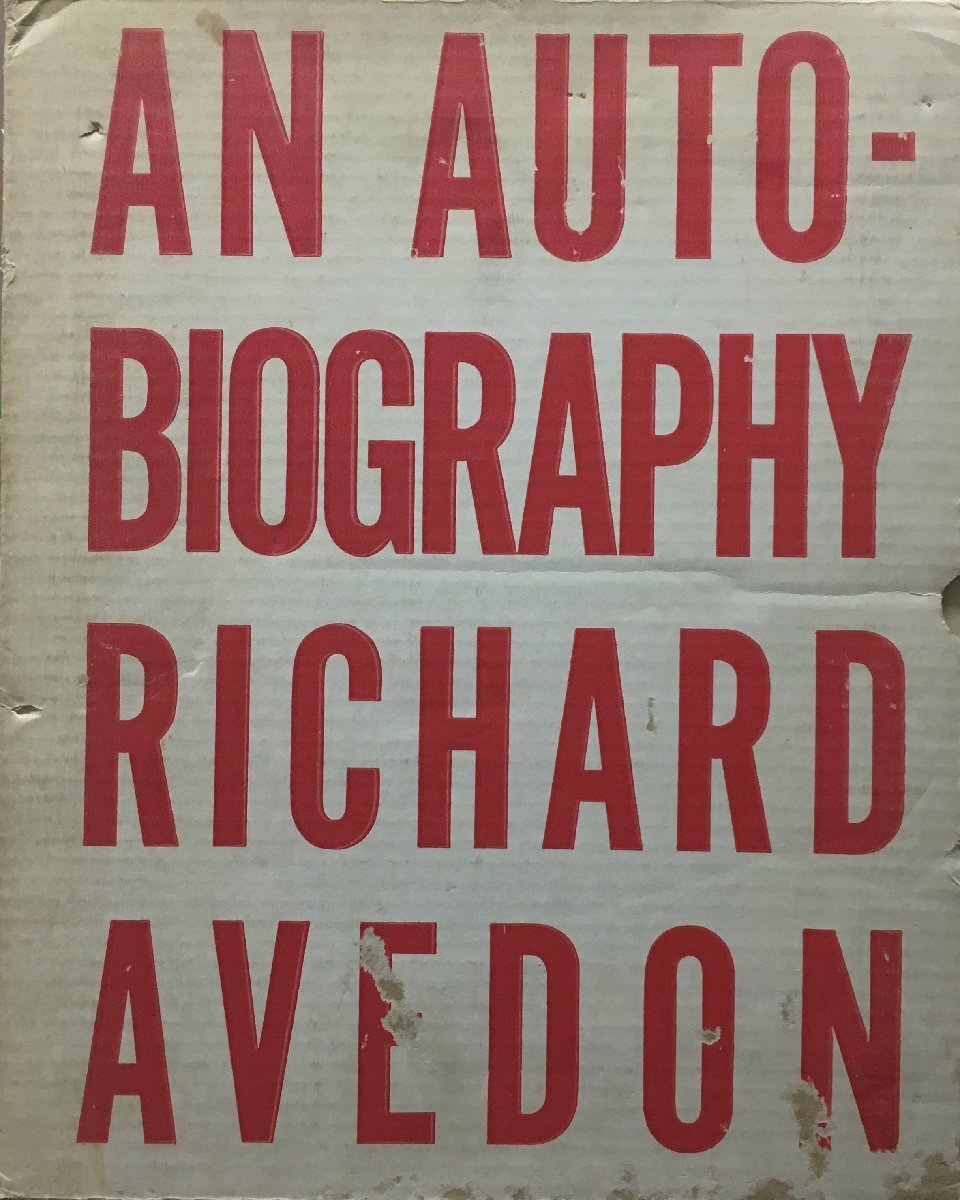 AN AUTO-
BIOGRAPHY
RICHARD
AVEDON